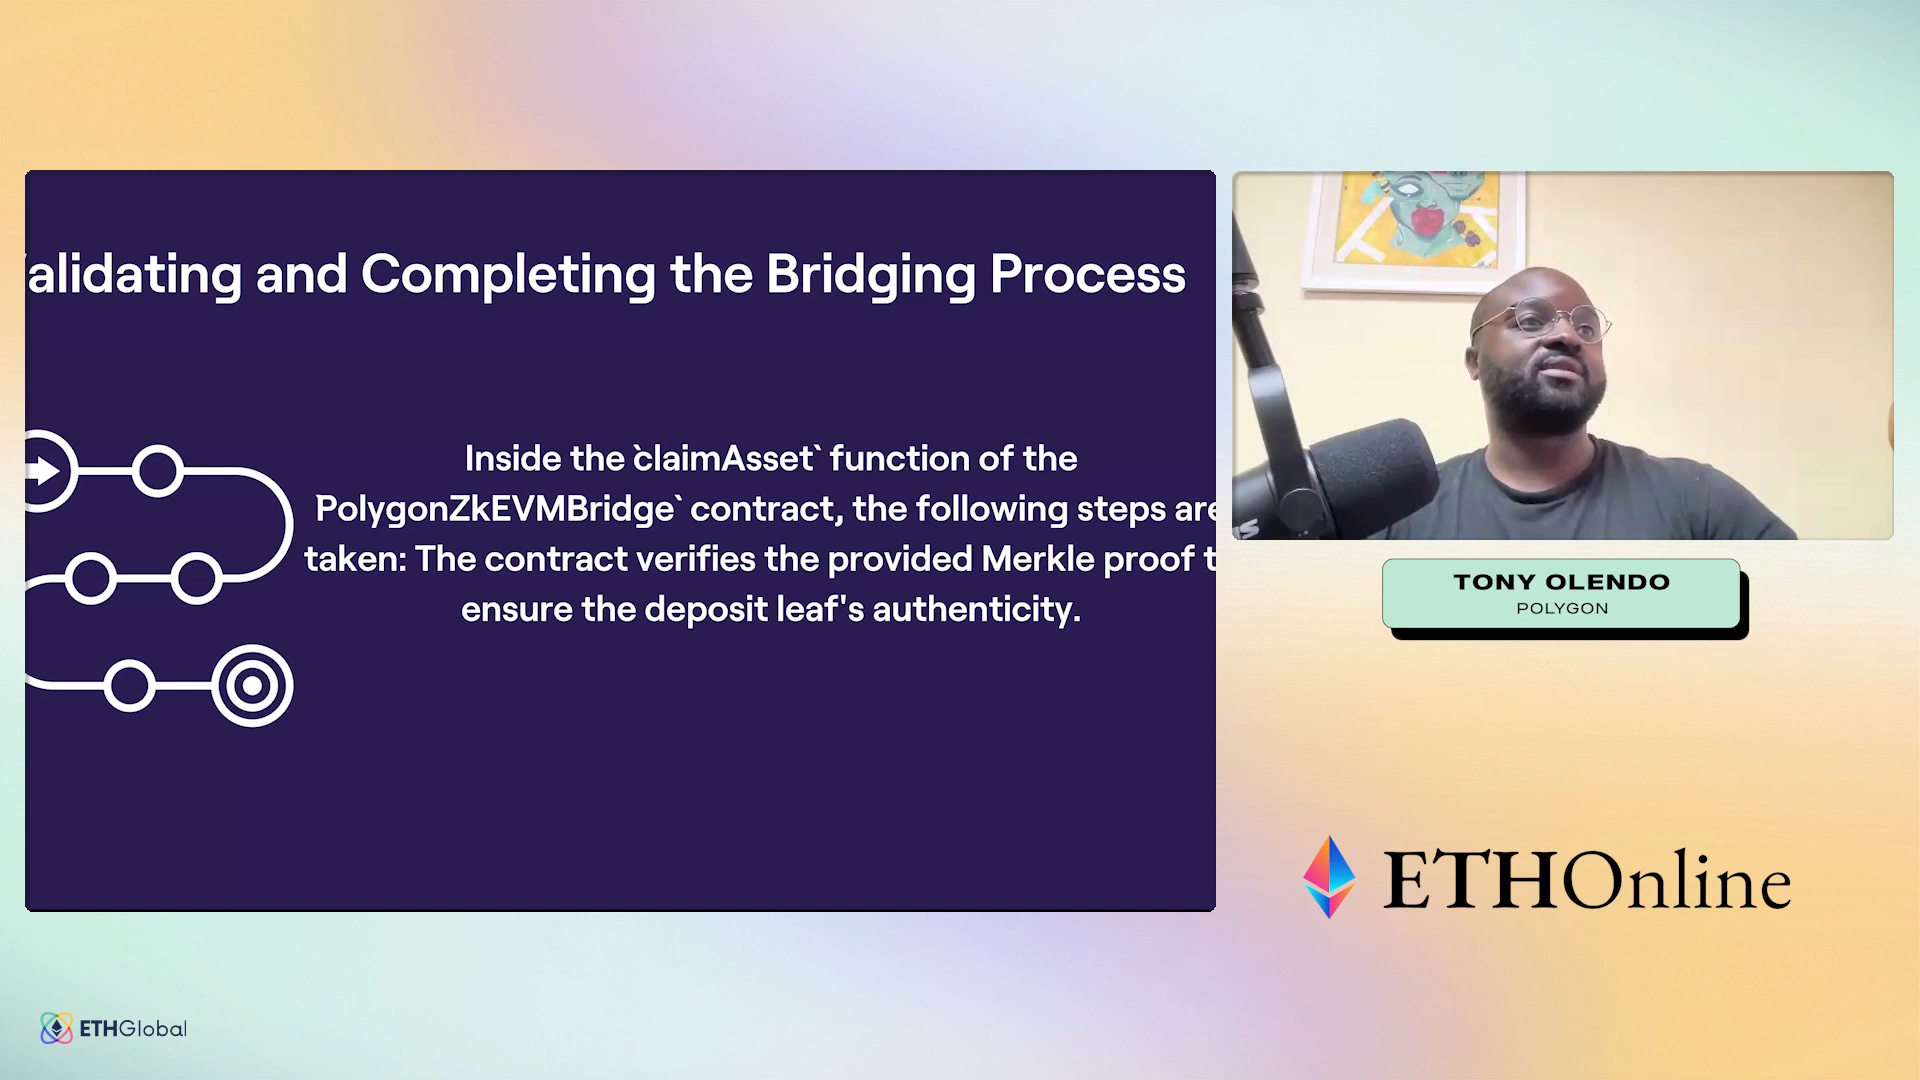 alidating and Completing the Bridging Process
Inside the `claimAsset` function of the
`PolygonZkEVMBridge` contract, the following steps are
taken: The contract verifies the provided Merkle proof t
ensure the deposit leaf's authenticity.
TONY OLENDO
POLYGON
ETHOnline
ETHGlobal